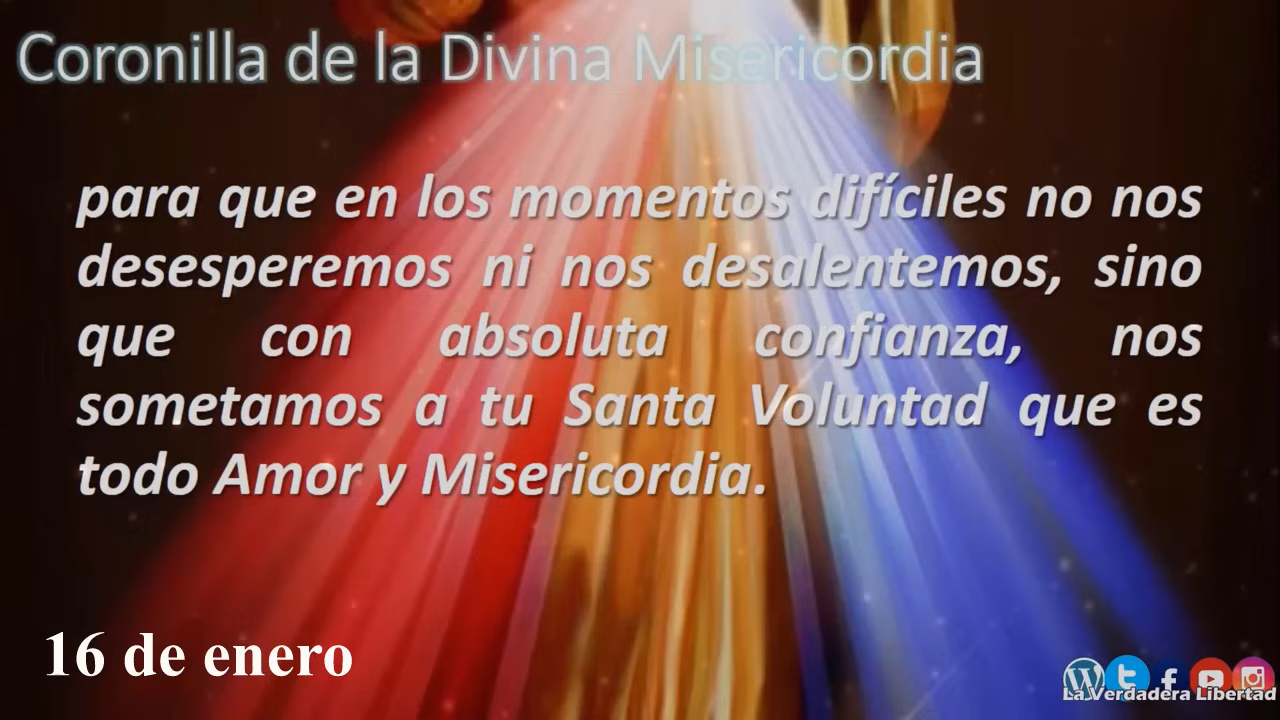 Coronilla de la Divina Misericordia
para que en los momentos difíciles no nos
desesperemos ni nos desalentemos, sino
que con absoluta confianza, nos
sometamos a tu Santa Voluntad que es
todo Amor y Misericordia.
16 de enero
La Verdadera Libertad